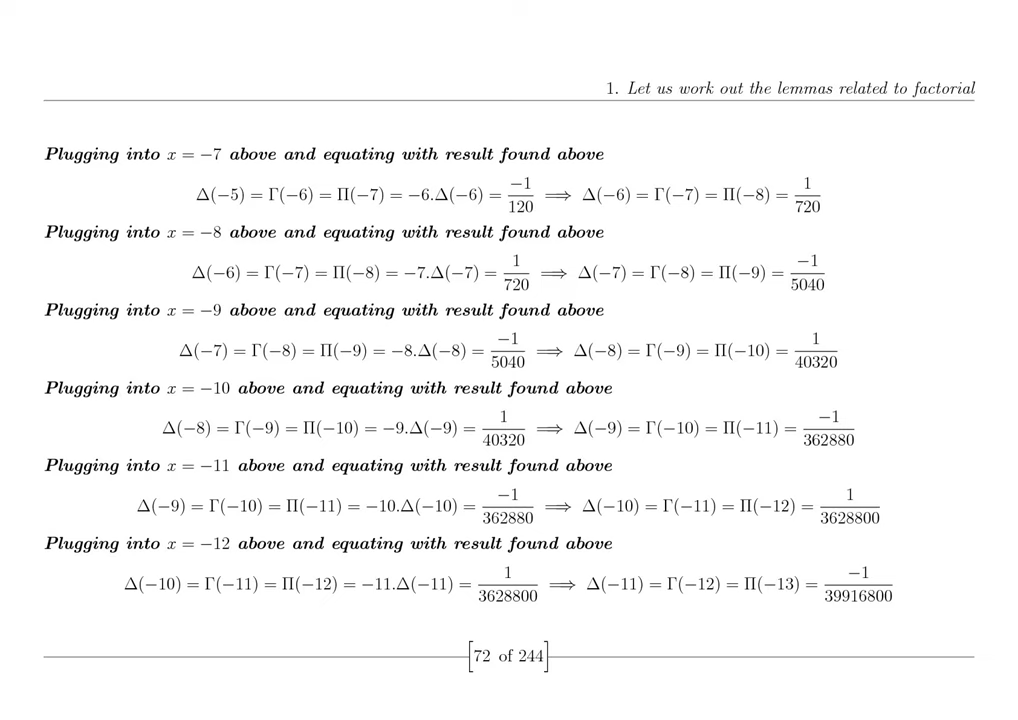 1. Let us work out the lemmas related to factorial
Plugging into x = −7 above and equating with result found above
Δ(−5) = Γ(−6) = Π(−7) = −6.Δ(−6) = −1/120 ⟹ Δ(−6) = Γ(−7) = Π(−8) = 1/720
Plugging into x = −8 above and equating with result found above
Δ(−6) = Γ(−7) = Π(−8) = −7.Δ(−7) = 1/720 ⟹ Δ(−7) = Γ(−8) = Π(−9) = −1/5040
Plugging into x = −9 above and equating with result found above
Δ(−7) = Γ(−8) = Π(−9) = −8.Δ(−8) = −1/5040 ⟹ Δ(−8) = Γ(−9) = Π(−10) = 1/40320
Plugging into x = −10 above and equating with result found above
Δ(−8) = Γ(−9) = Π(−10) = −9.Δ(−9) = 1/40320 ⟹ Δ(−9) = Γ(−10) = Π(−11) = −1/362880
Plugging into x = −11 above and equating with result found above
Δ(−9) = Γ(−10) = Π(−11) = −10.Δ(−10) = −1/362880 ⟹ Δ(−10) = Γ(−11) = Π(−12) = 1/3628800
Plugging into x = −12 above and equating with result found above
Δ(−10) = Γ(−11) = Π(−12) = −11.Δ(−11) = 1/3628800 ⟹ Δ(−11) = Γ(−12) = Π(−13) = −1/39916800
[72 of 244]